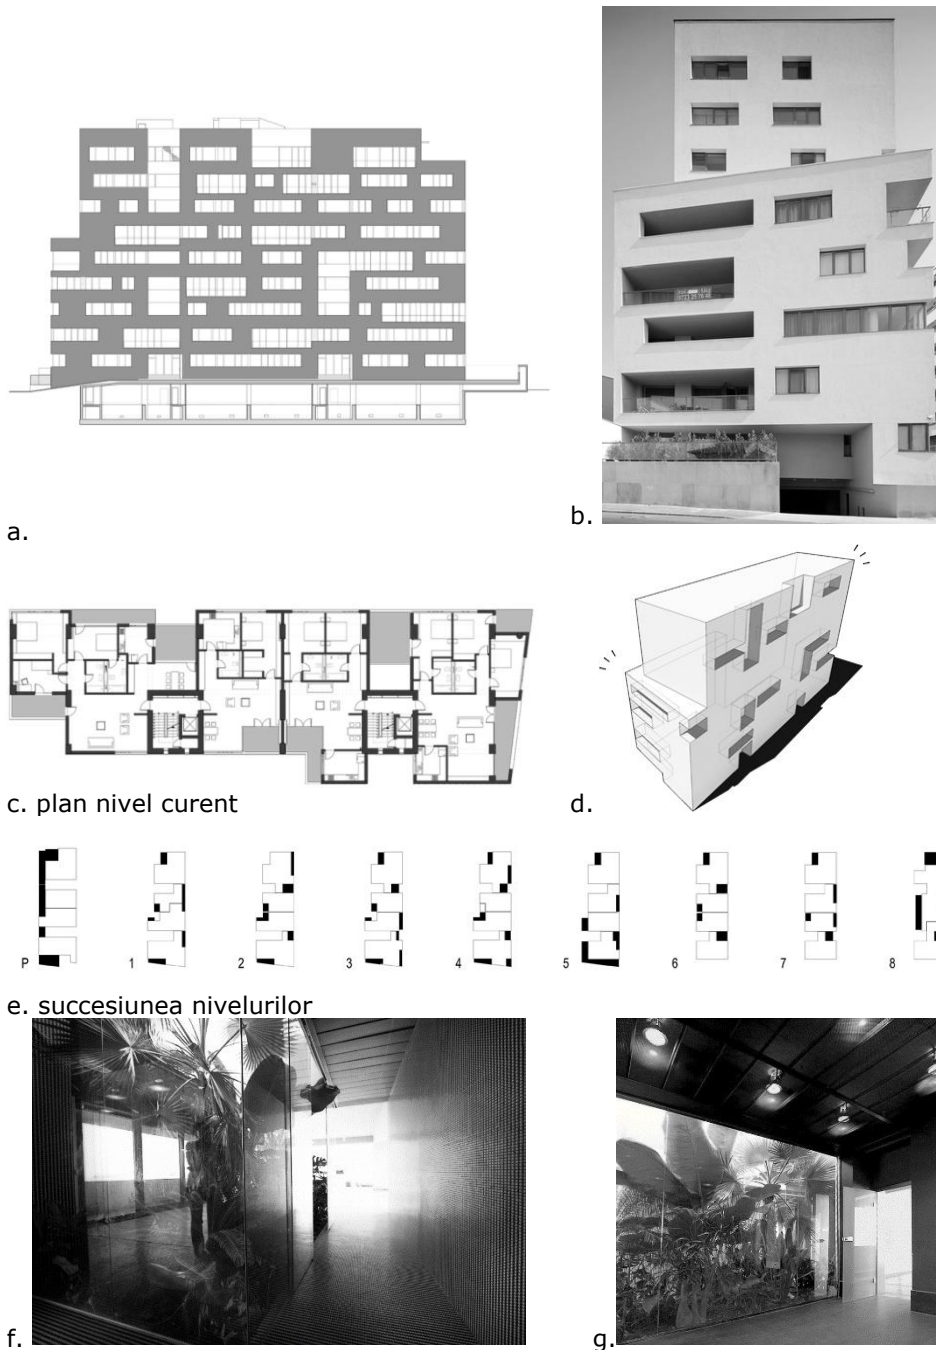 a.
b.
c. plan nivel curent
d.
P 1 2 3 4 5 6 7 8
e. succesiunea nivelurilor
f.
g.